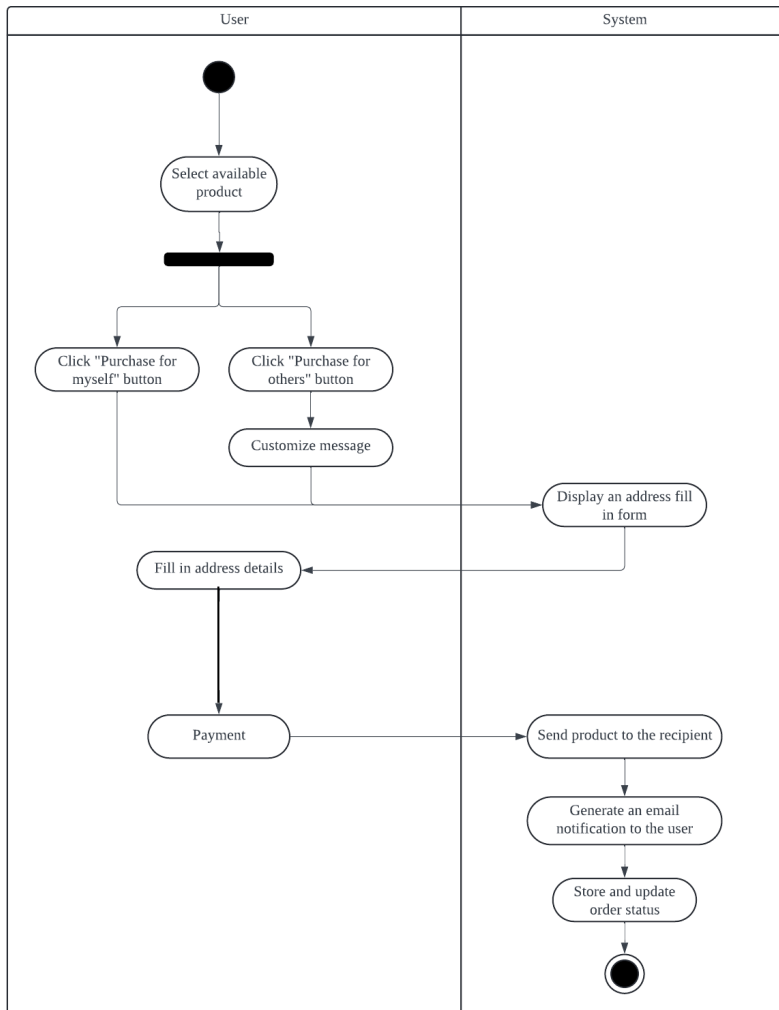 User
System
Select available
product
Click "Purchase for
myself" button
Click "Purchase for
others" button
Customize message
Display an address fill
in form
Fill in address details
Payment
Send product to the recipient
Generate an email
notification to the user
Store and update
order status